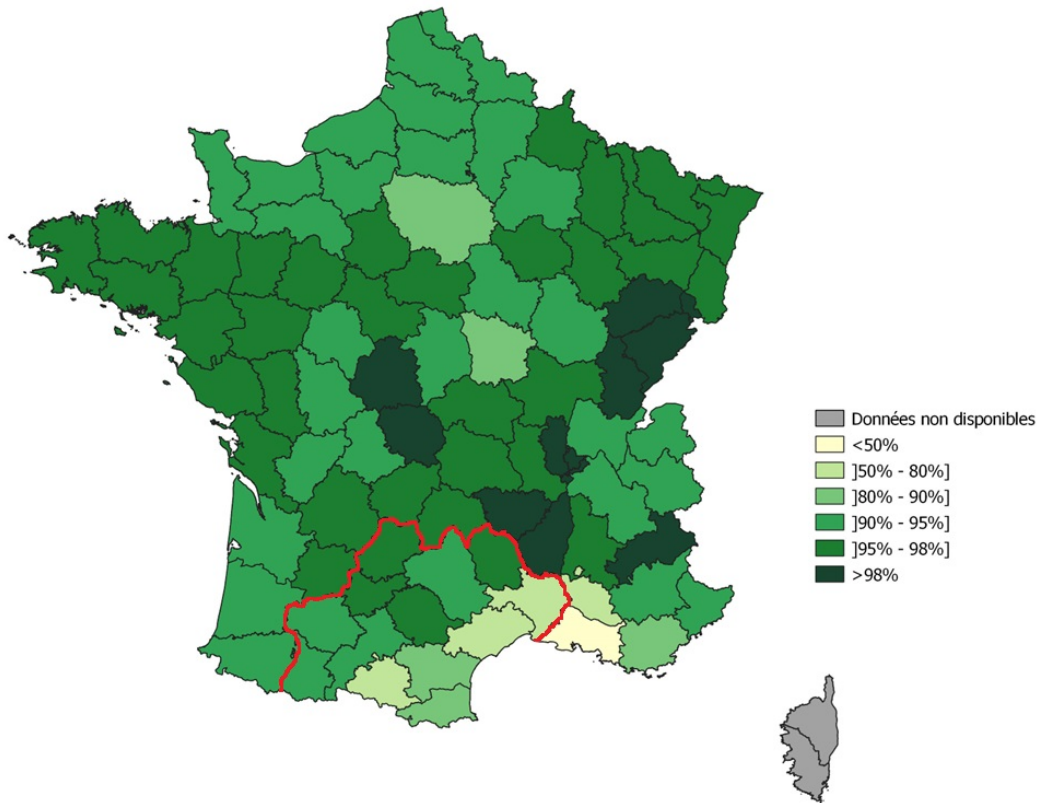 Données non disponibles
<50%
]50% - 80%]
]80% - 90%]
]90% - 95%]
]95% - 98%]
>98%